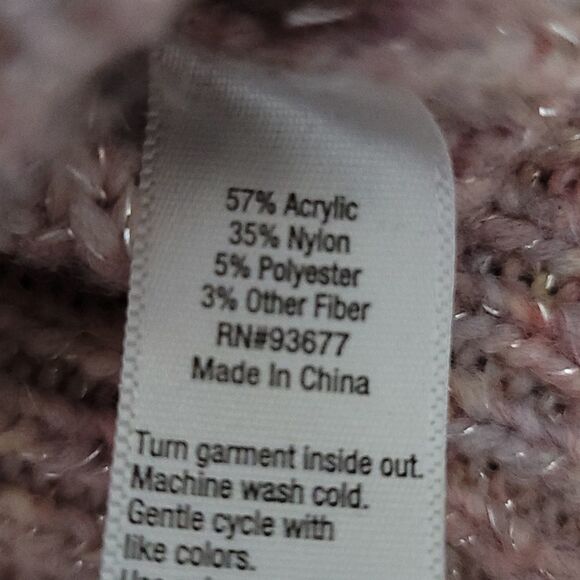 57% Acrylic
35% Nylon
5% Polyester
3% Other Fiber
RN#93677
Made In China
Turn garment inside out.
Machine wash cold.
Gentle cycle with
like colors.